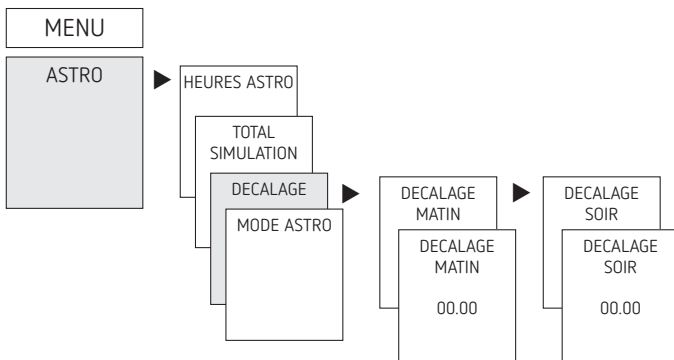 MENU
ASTRO
HEURES ASTRO
TOTAL
SIMULATION
DECALAGE
MODE ASTRO
DECALAGE
MATIN
DECALAGE
MATIN
00.00
DECALAGE
SOIR
DECALAGE
SOIR
00.00